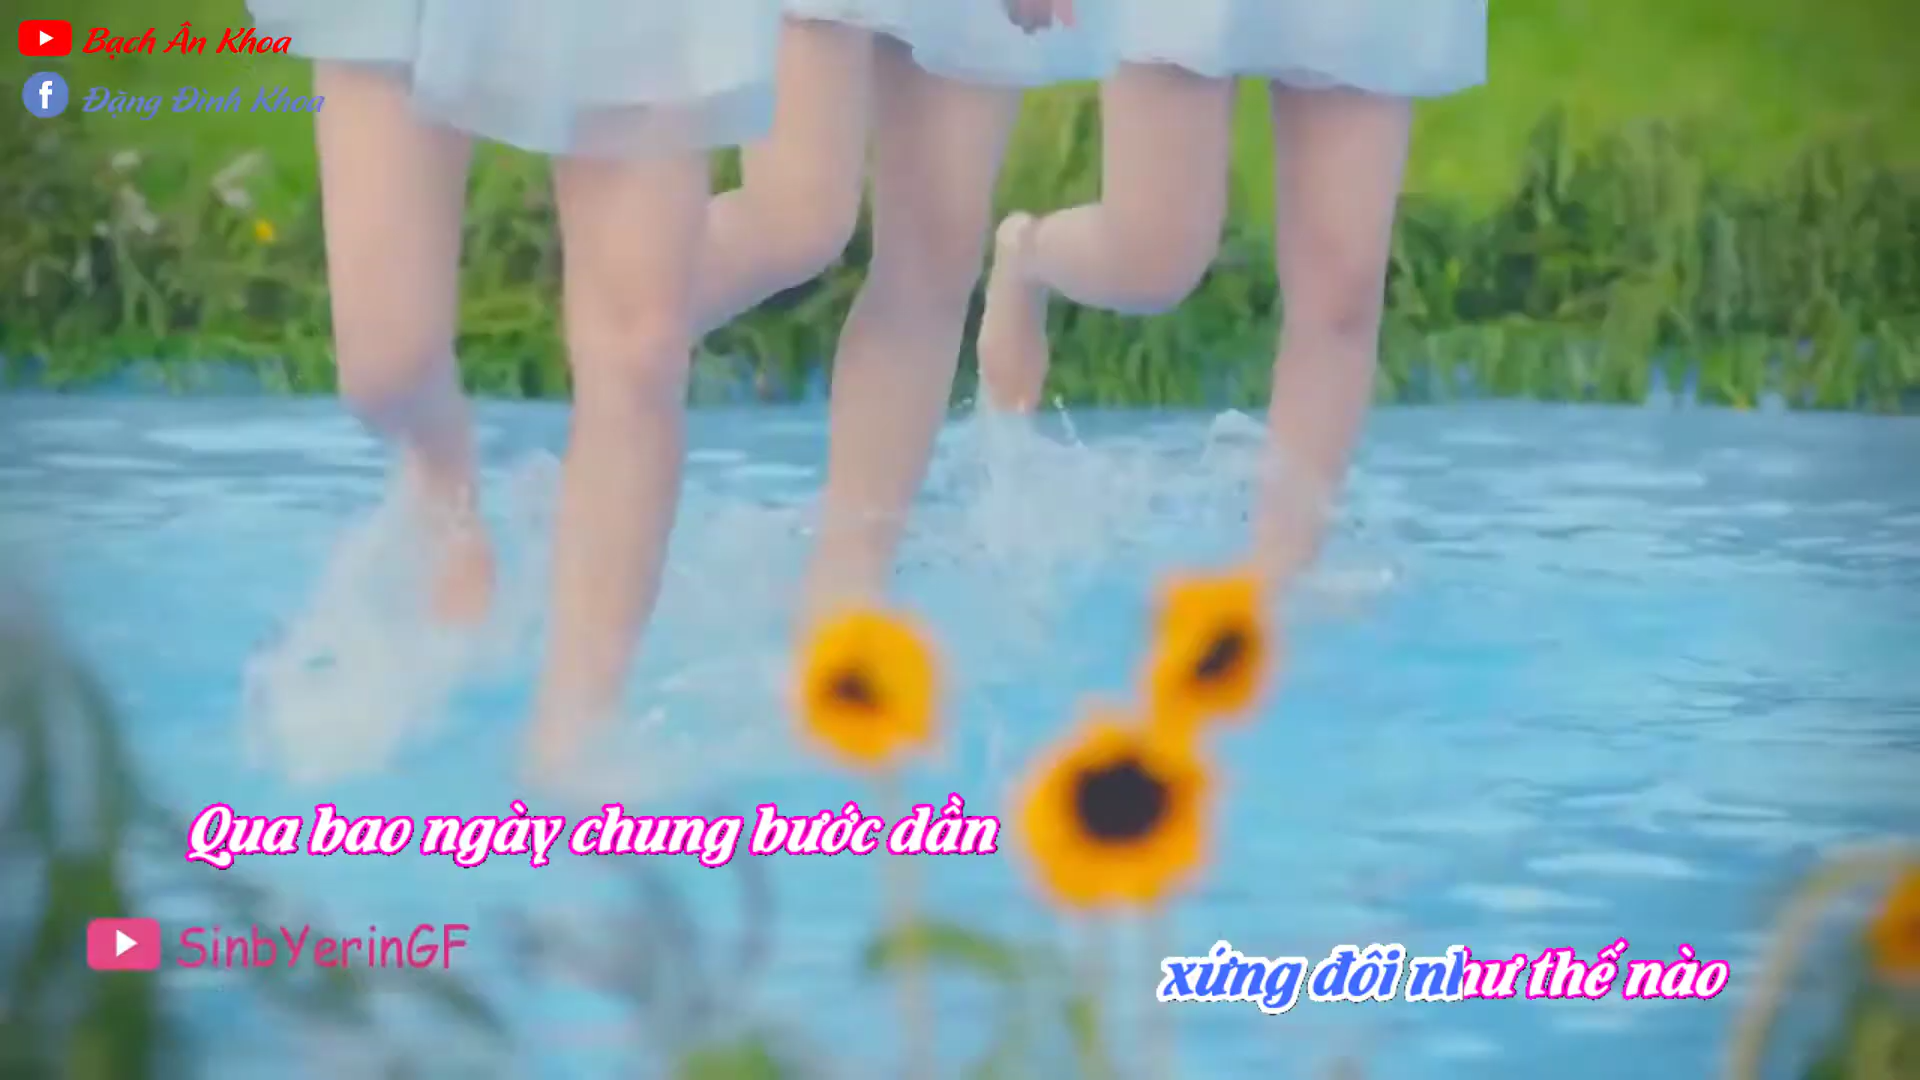 Bạch Ân Khoa
Đặng Đình Khoa
Qua bao ngày chung bước dần
xứng đôi như thế nào
SinbYerinGF